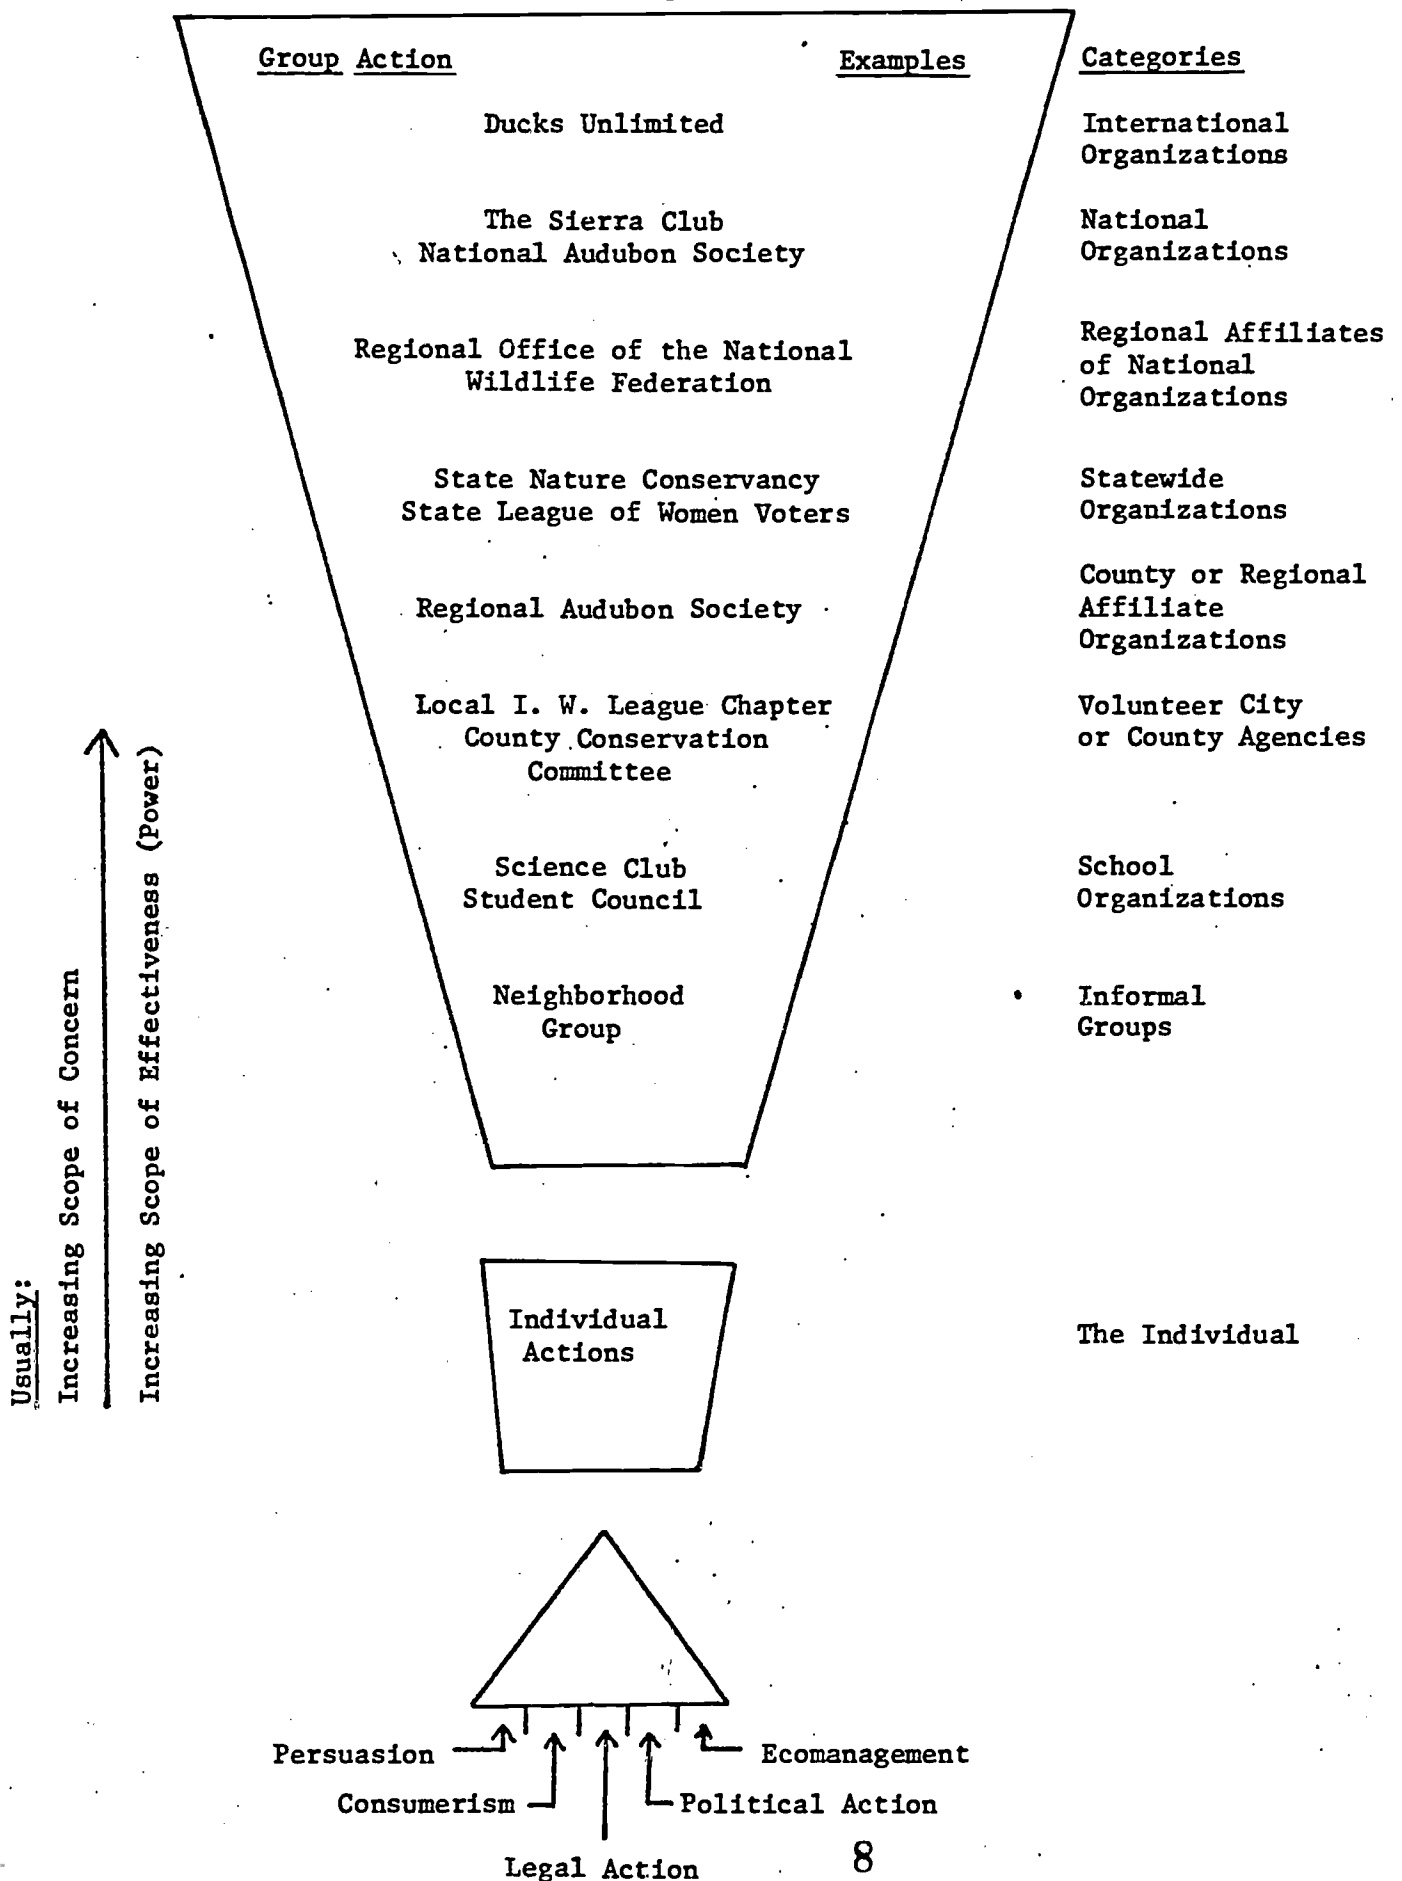 Group Action Examples Categories
Ducks Unlimited
International
Organizations
The Sierra Club
National Audubon Society
National
Organizations
Regional Office of the National
Wildlife Federation
Regional Affiliates
of National
Organizations
State Nature Conservancy
State League of Women Voters
Statewide
Organizations
Regional Audubon Society
County or Regional
Affiliate
Organizations
Local I. W. League Chapter
County Conservation
Committee
Volunteer City
or County Agencies
Science Club
Student Council
School
Organizations
Neighborhood
Group
Informal
Groups
Usually:
Increasing Scope of Concern
Increasing Scope of Effectiveness (Power)
Individual
Actions
The Individual
Persuasion
Consumerism
Legal Action
Political Action
Ecomanagement
8